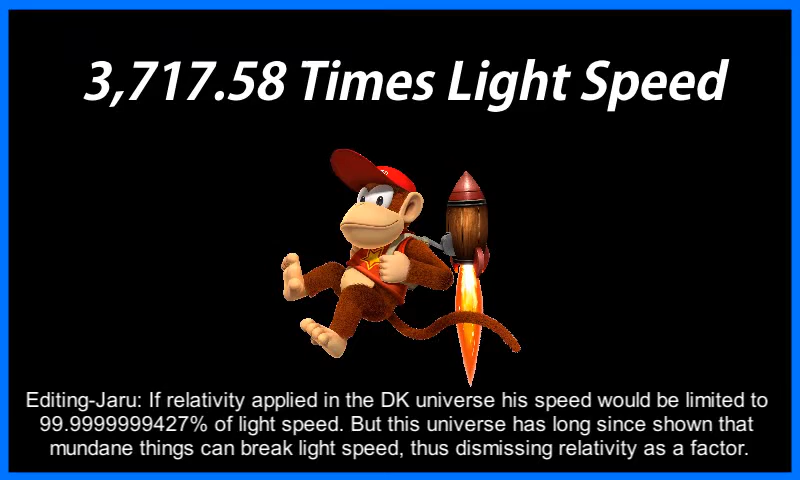 3,717.58 Times Light Speed
Editing-Jaru: If relativity applied in the DK universe his speed would be limited to
99.9999999427% of light speed. But this universe has long since shown that
mundane things can break light speed, thus dismissing relativity as a factor.